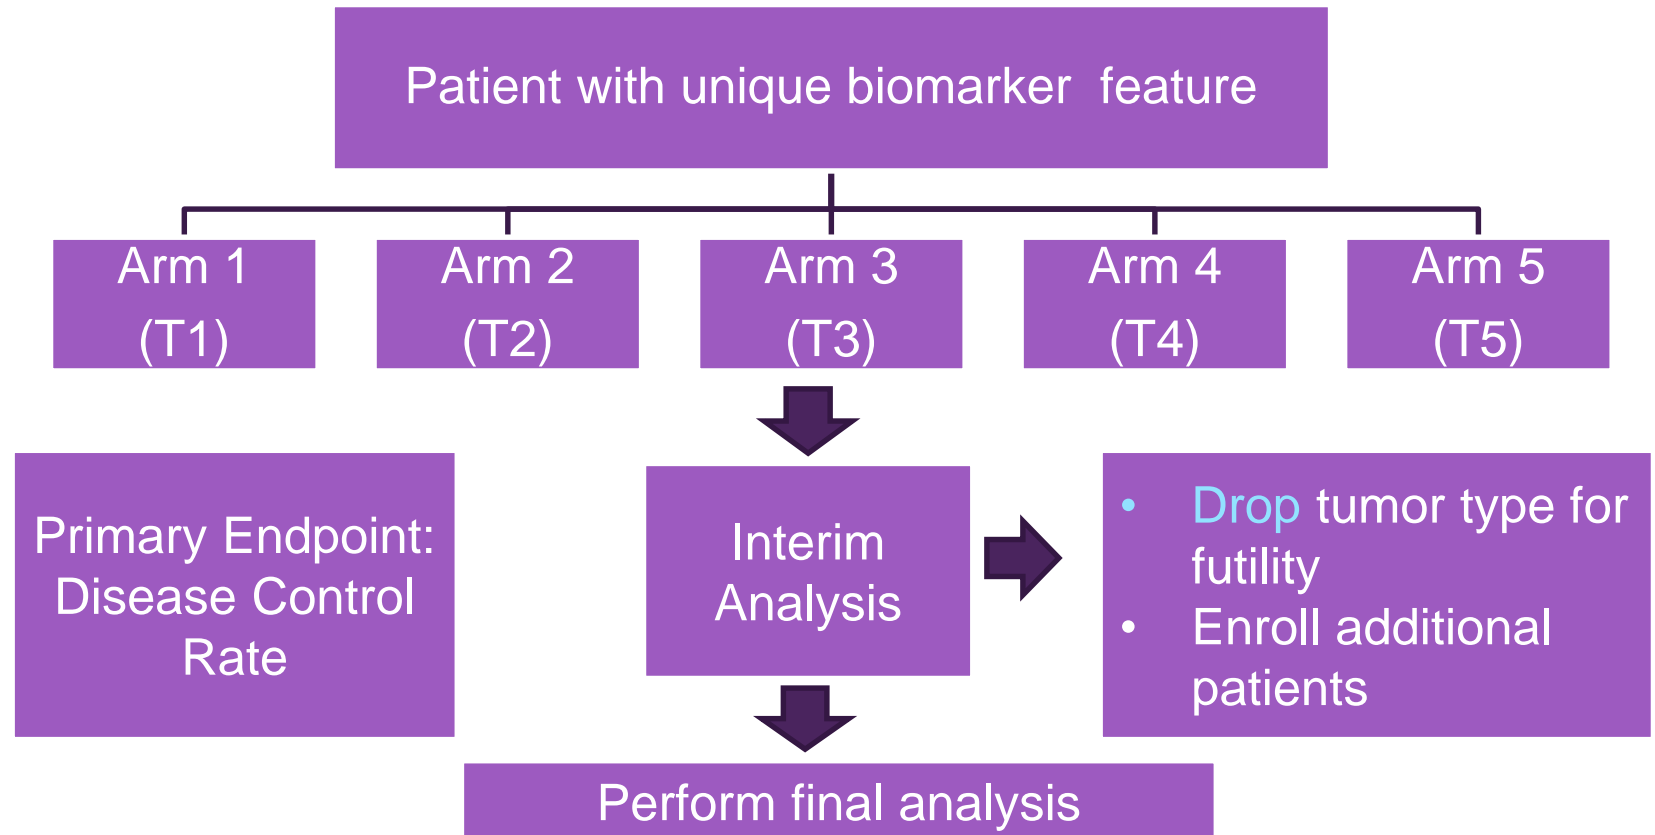 Patient with unique biomarker  feature
Arm 1
(T1)
Arm 2
(T2)
Arm 3
(T3)
Arm 4
(T4)
Arm 5
(T5)
Primary Endpoint:
Disease Control
Rate
Interim
Analysis
• Drop tumor type for
futility
• Enroll additional
patients
Perform final analysis